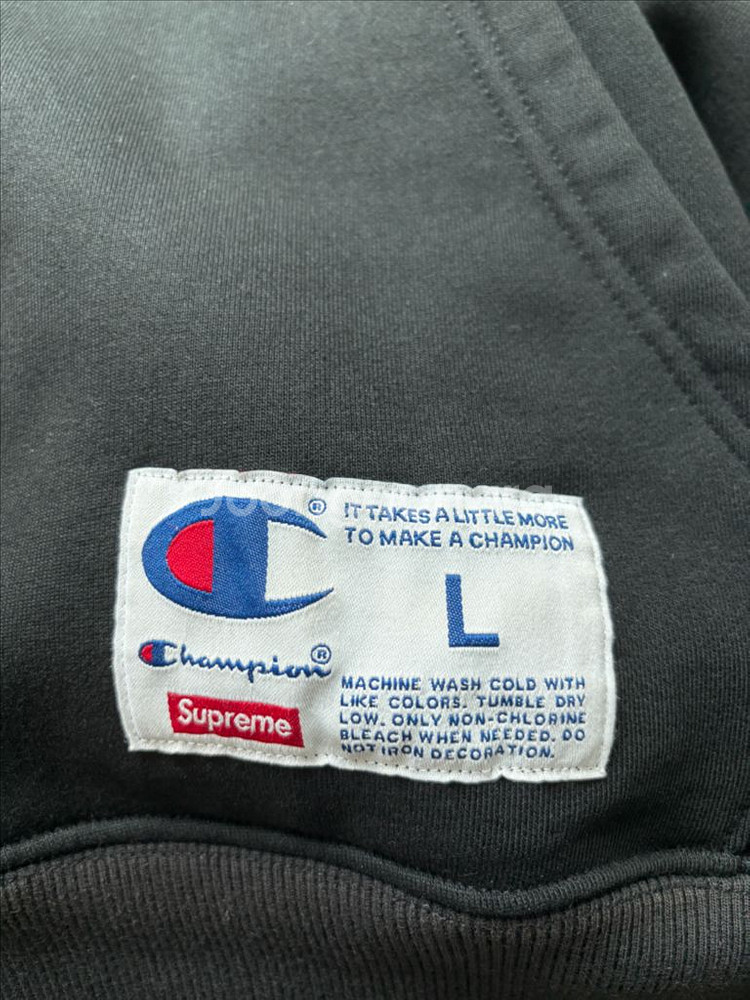 ®
IT TAKES A LITTLE MORE
TO MAKE A CHAMPION
L
Champion®
Supreme
MACHINE WASH COLD WITH
LIKE COLORS. TUMBLE DRY
LOW. ONLY NON-CHLORINE
BLEACH WHEN NEEDED. DO
NOT IRON DECORATION.